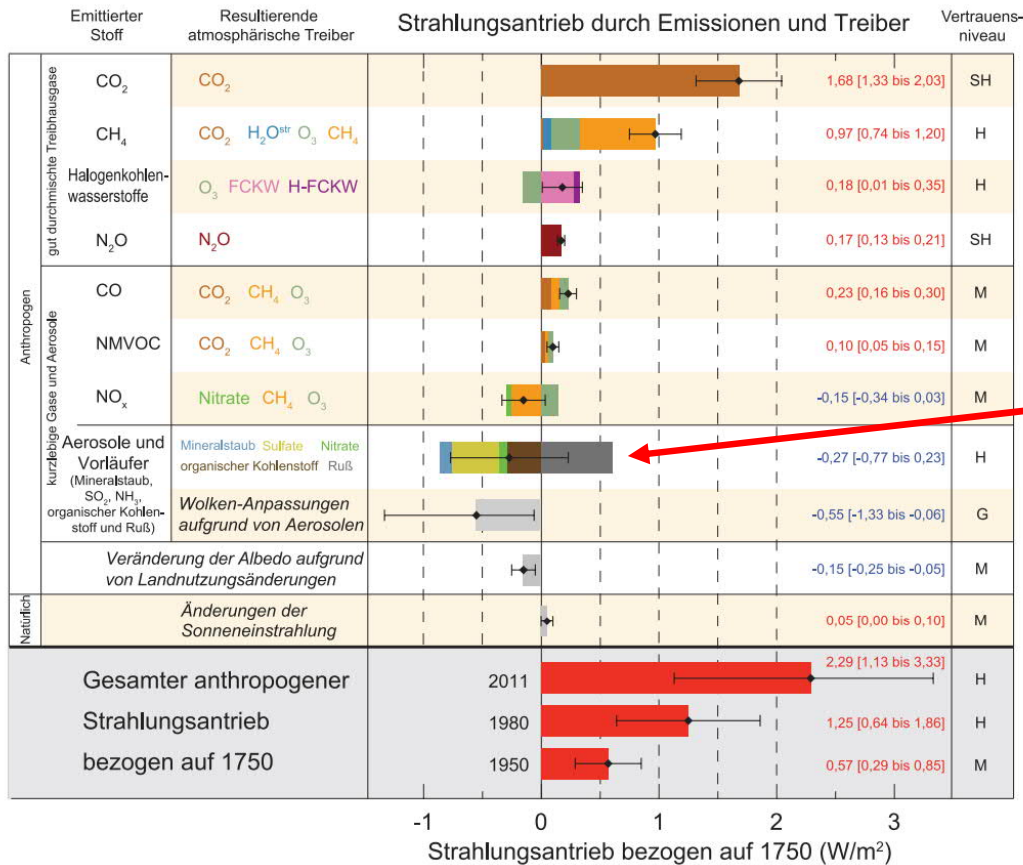 Emittierter Stoff
Resultierende atmosphärische Treiber
Strahlungsantrieb durch Emissionen und Treiber
Vertrauens-
niveau
Anthropogen
gut durchmischte Treibhausgase
CO₂ CO₂ 1,68 [1,33 bis 2,03] SH
CH₄ CO₂ H₂Oˢᵗʳ O₃ CH₄ 0,97 [0,74 bis 1,20] H
Halogenkohlen-
wasserstoffe O₃ FCKW H-FCKW 0,18 [0,01 bis 0,35] H
N₂O N₂O 0,17 [0,13 bis 0,21] SH
kurzlebige Gase und Aerosole
CO CO₂ CH₄ O₃ 0,23 [0,16 bis 0,30] M
NMVOC CO₂ CH₄ O₃ 0,10 [0,05 bis 0,15] M
NOₓ Nitrate CH₄ O₃ -0,15 [-0,34 bis 0,03] M
Aerosole und
Vorläufer
(Mineralstaub,
SO₂, NH₃,
organischer Kohlen-
stoff und Ruß)
Mineralstaub Sulfate Nitrate
organischer Kohlenstoff Ruß
-0,27 [-0,77 bis 0,23] H
Wolken-Anpassungen
aufgrund von Aerosolen
-0,55 [-1,33 bis -0,06] G
Veränderung der Albedo aufgrund
von Landnutzungsänderungen
-0,15 [-0,25 bis -0,05] M
Natürlich
Änderungen der
Sonneneinstrahlung
0,05 [0,00 bis 0,10] M
Gesamter anthropogener
Strahlungsantrieb
bezogen auf 1750
2011 2,29 [1,13 bis 3,33] H
1980 1,25 [0,64 bis 1,86] H
1950 0,57 [0,29 bis 0,85] M
-1 0 1 2 3
Strahlungsantrieb bezogen auf 1750 (W/m²)